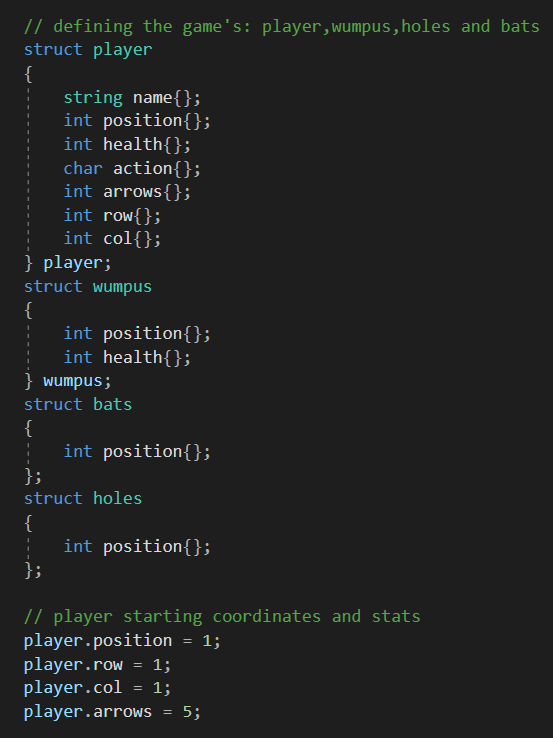 // defining the game's: player,wumpus,holes and bats
struct player
{
    string name{};
    int position{};
    int health{};
    char action{};
    int arrows{};
    int row{};
    int col{};
} player;
struct wumpus
{
    int position{};
    int health{};
} wumpus;
struct bats
{
    int position{};
};
struct holes
{
    int position{};
};

// player starting coordinates and stats
player.position = 1;
player.row = 1;
player.col = 1;
player.arrows = 5;